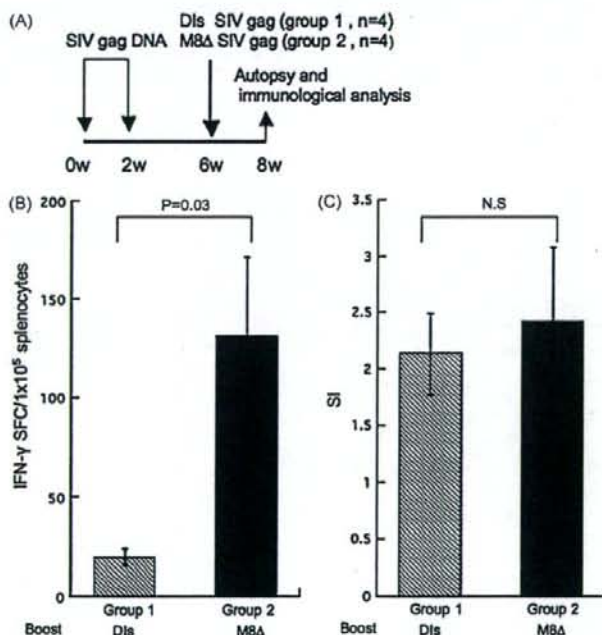 (A)
DIs SIV gag (group 1 , n=4)
SIV gag DNA M8Δ SIV gag (group 2 , n=4)
Autopsy and
immunological analysis
0w 2w 6w 8w
(B)
P=0.03
200
150
100
50
0
IFN-γ SFC/1x10⁵ splenocytes
Group 1 Group 2
Boost DIs M8Δ
(C)
N.S
3.5
3
2.5
2
1.5
1
0.5
0
SI
Group 1 Group 2
Boost DIs M8Δ